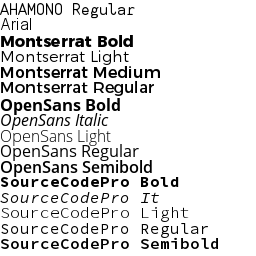 AHAMONO Regular
Arial
Montserrat Bold
Montserrat Light
Montserrat Medium
Montserrat Regular
OpenSans Bold
OpenSans Italic
OpenSans Light
OpenSans Regular
OpenSans Semibold
SourceCodePro Bold
SourceCodePro It
SourceCodePro Light
SourceCodePro Regular
SourceCodePro Semibold